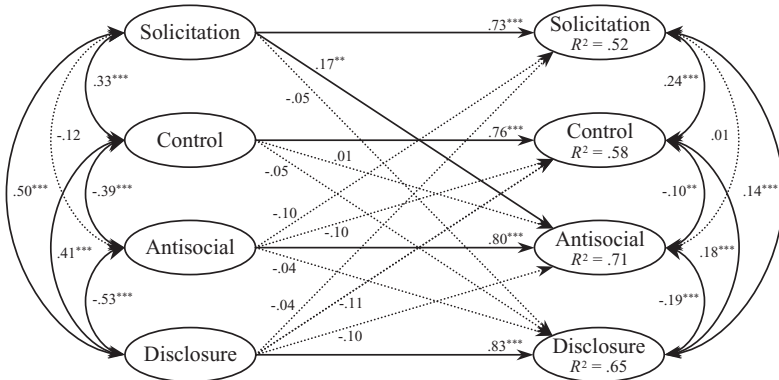 Solicitation
.73***
Solicitation
R² = .52
.17**
-.05
.33***
.24***
-.12
.01
Control
.76***
Control
R² = .58
-.05
.01
.50***
-.39***
-.10
-.10
-.10**
.14***
.41***
Antisocial
.80***
Antisocial
R² = .71
.18***
-.04
-.53***
-.04
-.11
-.10
-.19***
Disclosure
.83***
Disclosure
R² = .65